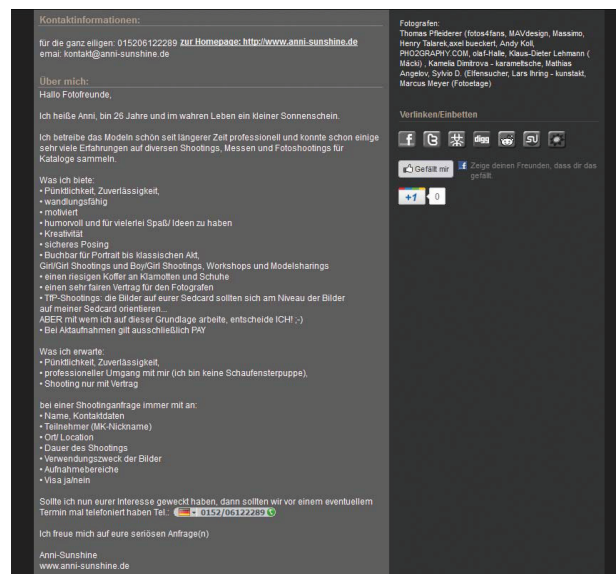 Kontaktinformationen:
für die ganz eiligen: 015206122289 zur Homepage: http://www.anni-sunshine.de
emai: kontakt@anni-sunshine.de
Über mich:
Hallo Fotofreunde,
Ich heiße Anni, bin 26 Jahre und im wahren Leben ein kleiner Sonnenschein.
Ich betreibe das Modeln schön seit längerer Zeit professionell und konnte schon einige
sehr viele Erfahrungen auf diversen Shootings, Messen und Fotoshootings für
Kataloge sammeln.
Was ich biete:
• Pünktlichkeit, Zuverlässigkeit,
• wandlungsfähig
• motiviert
• humorvoll und für vielerlei Spaß/ Ideen zu haben
• Kreativität
• sicheres Posing
• Buchbar für Portrait bis klassischen Akt,
Girl/Girl Shootings und Boy/Girl Shootings, Workshops und Modelsharings
• einen riesigen Koffer an Klamotten und Schuhe
• einen sehr fairen Vertrag für den Fotografen
• TfP-Shootings: die Bilder auf eurer Sedcard sollten sich am Niveau der Bilder
auf meiner Sedcard orientieren...
ABER mit wem ich auf dieser Grundlage arbeite, entscheide ICH! ;-)
• Bei Aktaufnahmen gilt ausschließlich PAY
Was ich erwarte:
• Pünktlichkeit, Zuverlässigkeit,
• professioneller Umgang mit mir (ich bin keine Schaufensterpuppe),
• Shooting nur mit Vertrag
bei einer Shootinganfrage immer mit an:
• Name, Kontaktdaten
• Teilnehmer (MK-Nickname)
• Ort/ Location
• Dauer des Shootings
• Verwendungszweck der Bilder
• Aufnahmebereiche
• Visa ja/nein
Sollte ich nun eurer Interesse geweckt haben, dann sollten wir vor einem eventuellem
Termin mal telefoniert haben Tel.: 0152/06122289
Ich freue mich auf eure seriösen Anfrage(n)
Anni-Sunshine
www.anni-sunshine.de
Fotografen:
Thomas Pfleiderer (fotos4fans, MAVdesign, Massimo,
Henry Talarek,axel bueckert, Andy Koll,
PHO2GRAPHY.COM, olaf-Halle, Klaus-Dieter Lehmann (
Mäcki) , Kamelia Dimitrova - karameltsche, Mathias
Angelov, Sylvio D. (Elfensucher, Lars Ihring - kunstakt,
Marcus Meyer (Fotoetage)
Verlinken/Einbetten
digg
Gefällt mir
Zeige deinen Freunden, dass dir das
gefällt.
+1 0